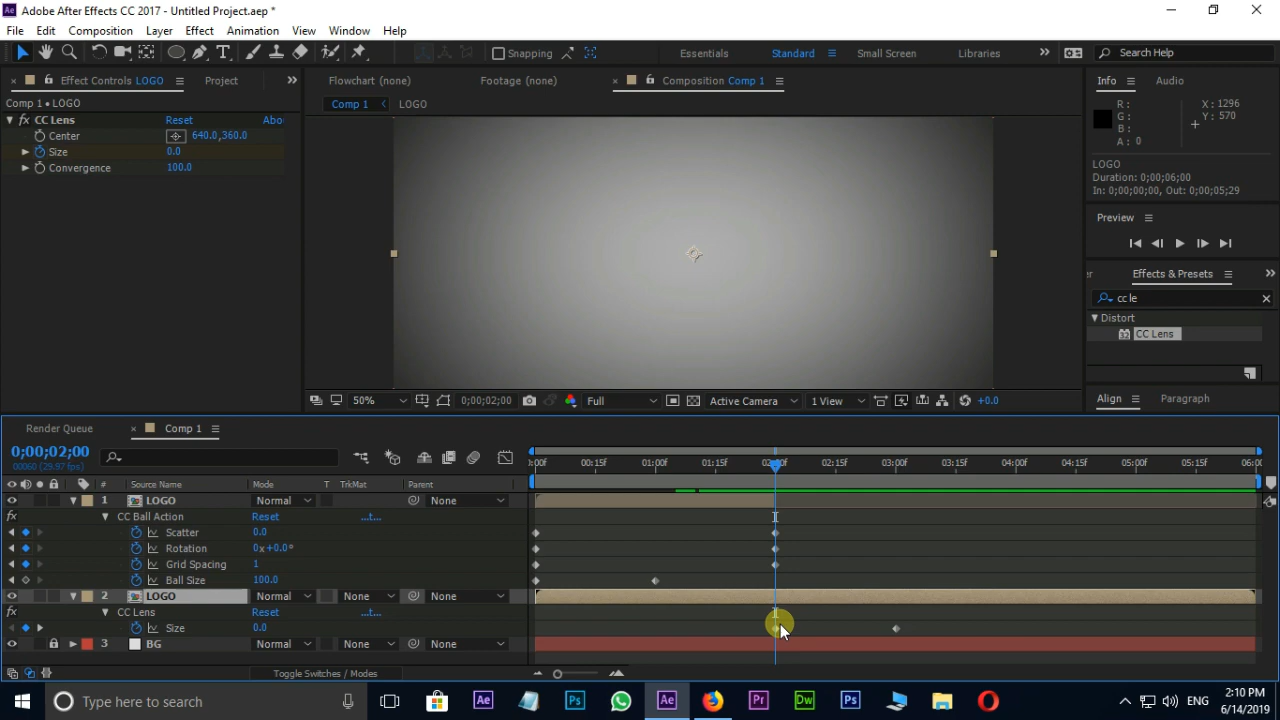 Adobe After Effects CC 2017 - Untitled Project.aep *
File Edit Composition Layer Effect Animation View Window Help
Snapping Essentials Standard Small Screen Libraries Search Help
Effect Controls LOGO Project Flowchart (none) Footage (none) Composition Comp 1 Info Audio
Comp 1 • LOGO Comp 1 LOGO
CC Lens Reset Abo
Center 640.0,360.0
Size 0.0
Convergence 100.0
R: X: 1296
G: Y: 570
B:
A: 0
LOGO
Duration: 0;00;06;00
In: 0;00;00;00, Out: 0;00;05;29
Preview
Effects & Presets
cc le
Distort
CC Lens
50% 0;00;02;00 Full Active Camera 1 View +0.0
Align Paragraph
Render Queue Comp 1
0;00;02;00
00060 (29.97 fps)
:00f 00:15f 01:00f 01:15f 02:00f 02:15f 03:00f 03:15f 04:00f 04:15f 05:00f 05:15f 06:00
# Source Name Mode T TrkMat Parent
1 LOGO Normal None
CC Ball Action Reset ...t...
Scatter 0.0
Rotation 0x+0.0°
Grid Spacing 1
Ball Size 100.0
2 LOGO Normal None None
CC Lens Reset ...t...
Size 0.0
3 BG Normal None None
Toggle Switches / Modes
Type here to search ENG 2:10 PM
6/14/2019